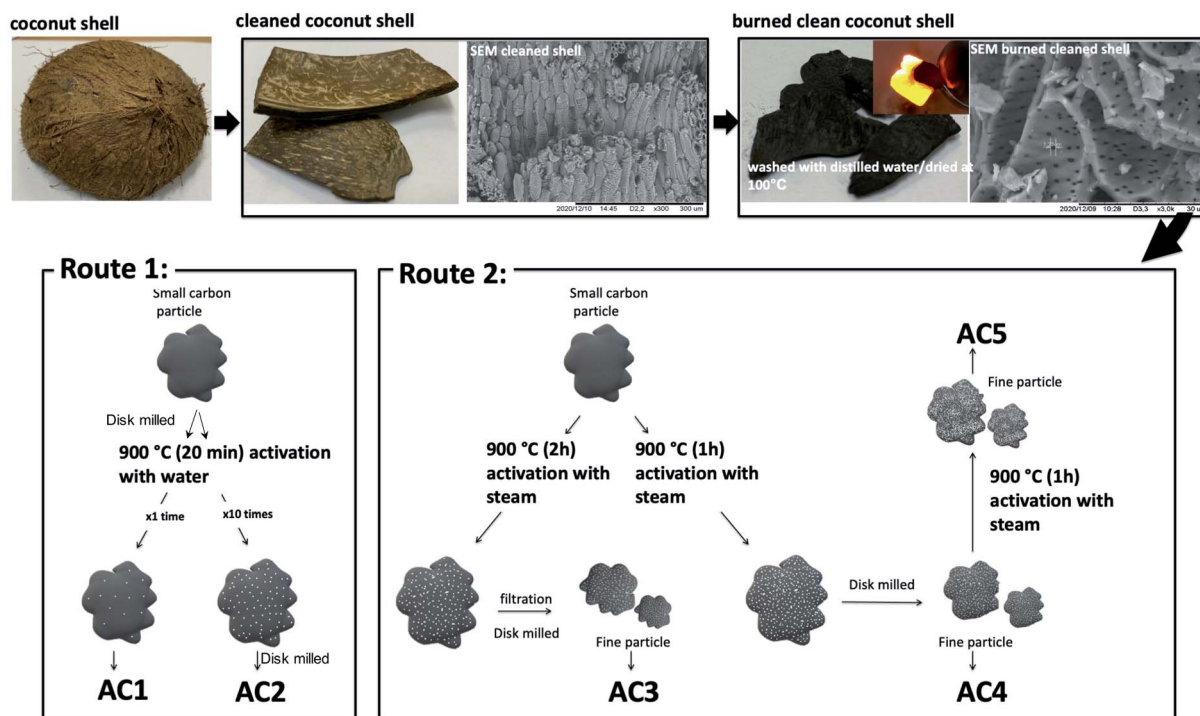 coconut shell
cleaned coconut shell
burned clean coconut shell
SEM cleaned shell
SEM burned cleaned shell
washed with distilled water/dried at
100°C
2020/12/10 14:45 D2,2 x300 300 um
2020/12/09 10:28 D3,3 x3,0k 30 um
Route 1:
Small carbon
particle
Disk milled
900 °C (20 min) activation
with water
x1 time
x10 times
Disk milled
AC1
AC2
Route 2:
Small carbon
particle
900 °C (2h)
activation with
steam
900 °C (1h)
activation with
steam
filtration
Disk milled
Fine particle
AC3
Disk milled
Fine particle
AC4
900 °C (1h)
activation with
steam
Fine particle
AC5